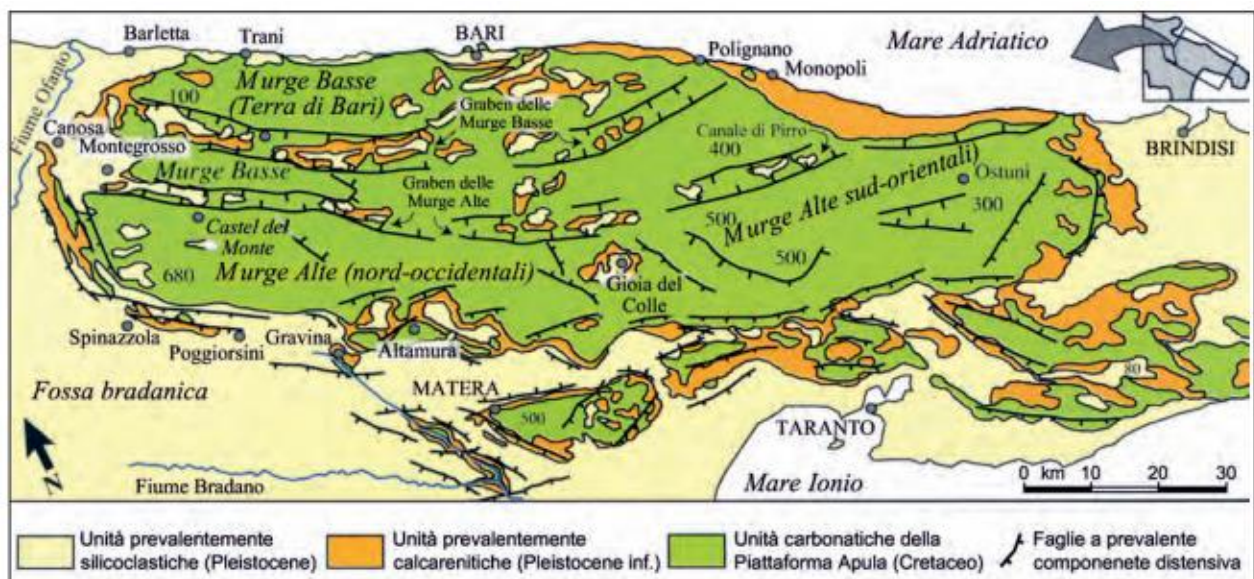 Barletta
Trani
BARI
Polignano
Monopoli
Mare Adriatico
Fiume Ofanto
Murge Basse
(Terra di Bari)
100
Graben delle
Murge Basse
Canosa
Montegrosso
Canale di Pirro
400
BRINDISI
Murge Basse
Graben delle
Murge Alte
Ostuni
Murge Alte sud-orientali)
500
300
Castel del
Monte
680
Murge Alte (nord-occidentali)
500
Gioia del
Colle
Spinazzola
Poggiorsini
Gravina
Altamura
Fossa bradanica
MATERA
500
80
TARANTO
N
Fiume Bradano
Mare Ionio
0 km 10 20 30
Unità prevalentemente
silicoclastiche (Pleistocene)
Unità prevalentemente
calcarenitiche (Pleistocene inf.)
Unità carbonatiche della
Piattaforma Apula (Cretaceo)
Faglie a prevalente
componenete distensiva